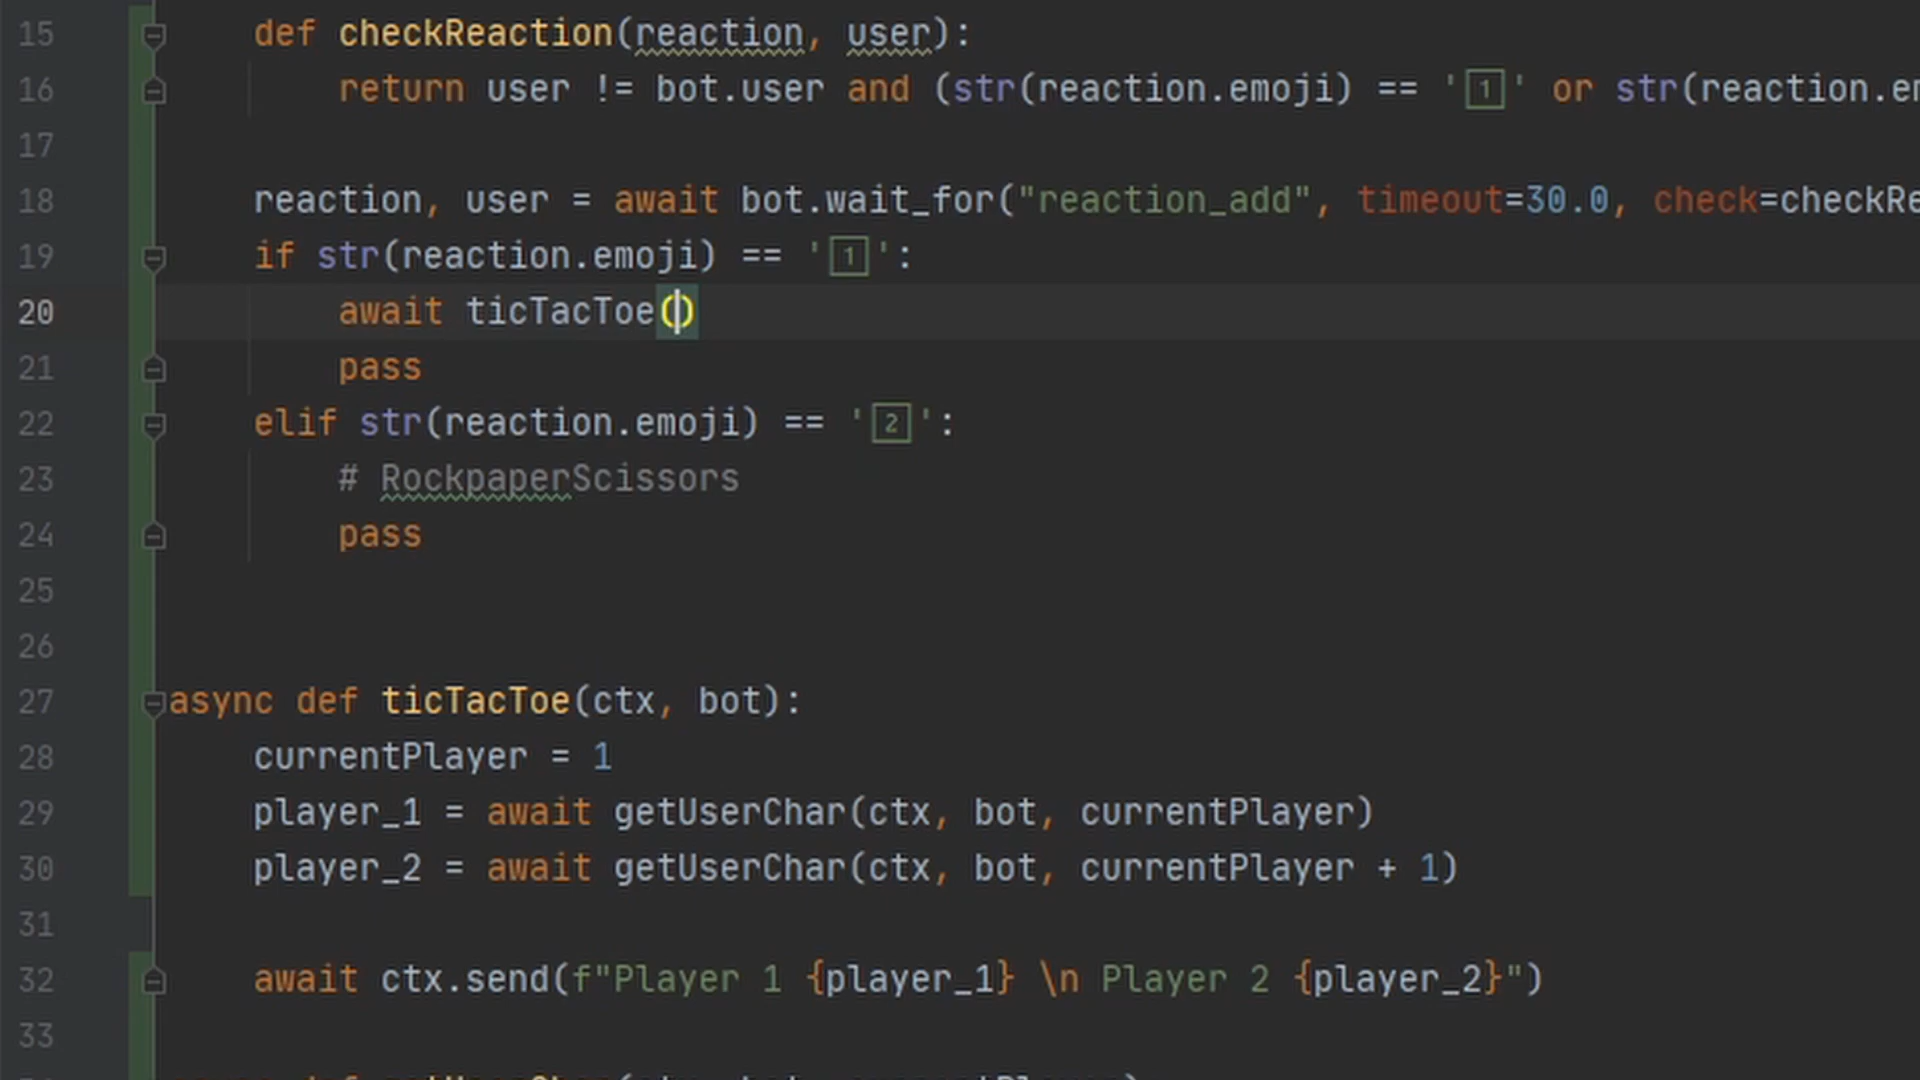 15 def checkReaction(reaction, user):
16 return user != bot.user and (str(reaction.emoji) == '1️⃣' or str(reaction.em
17
18 reaction, user = await bot.wait_for("reaction_add", timeout=30.0, check=checkRe
19 if str(reaction.emoji) == '1️⃣':
20 await ticTacToe()
21 pass
22 elif str(reaction.emoji) == '2️⃣':
23 # RockpaperScissors
24 pass
25
26
27 async def ticTacToe(ctx, bot):
28 currentPlayer = 1
29 player_1 = await getUserChar(ctx, bot, currentPlayer)
30 player_2 = await getUserChar(ctx, bot, currentPlayer + 1)
31
32 await ctx.send(f"Player 1 {player_1} \n Player 2 {player_2}")
33